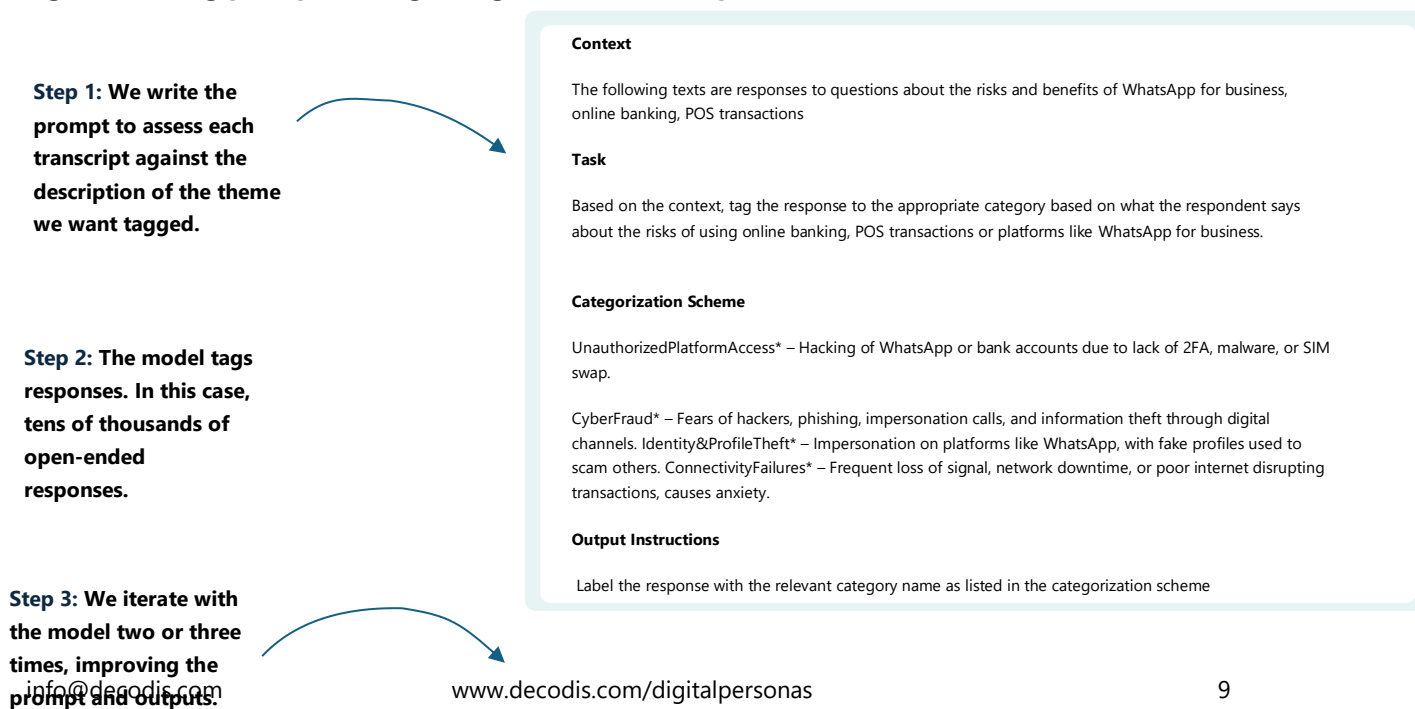 Step 1: We write the
prompt to assess each
transcript against the
description of the theme
we want tagged.
Step 2: The model tags
responses. In this case,
tens of thousands of
open-ended
responses.
Step 3: We iterate with
the model two or three
times, improving the
prompt and outputs.
Context
The following texts are responses to questions about the risks and benefits of WhatsApp for business,
online banking, POS transactions
Task
Based on the context, tag the response to the appropriate category based on what the respondent says
about the risks of using online banking, POS transactions or platforms like WhatsApp for business.
Categorization Scheme
UnauthorizedPlatformAccess* – Hacking of WhatsApp or bank accounts due to lack of 2FA, malware, or SIM
swap.
CyberFraud* – Fears of hackers, phishing, impersonation calls, and information theft through digital
channels. Identity&ProfileTheft* – Impersonation on platforms like WhatsApp, with fake profiles used to
scam others. ConnectivityFailures* – Frequent loss of signal, network downtime, or poor internet disrupting
transactions, causes anxiety.
Output Instructions
Label the response with the relevant category name as listed in the categorization scheme
info@decodis.com
www.decodis.com/digitalpersonas
9